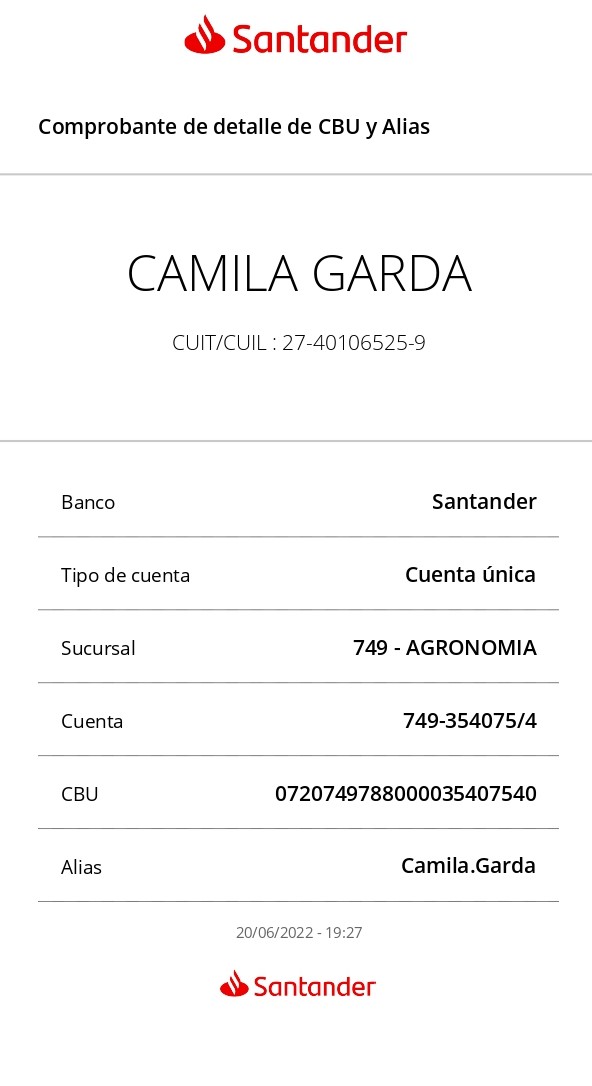 Santander
Comprobante de detalle de CBU y Alias
CAMILA GARDA
CUIT/CUIL : 27-40106525-9
Banco Santander
Tipo de cuenta Cuenta única
Sucursal 749 - AGRONOMIA
Cuenta 749-354075/4
CBU 0720749788000035407540
Alias Camila.Garda
20/06/2022 - 19:27
Santander